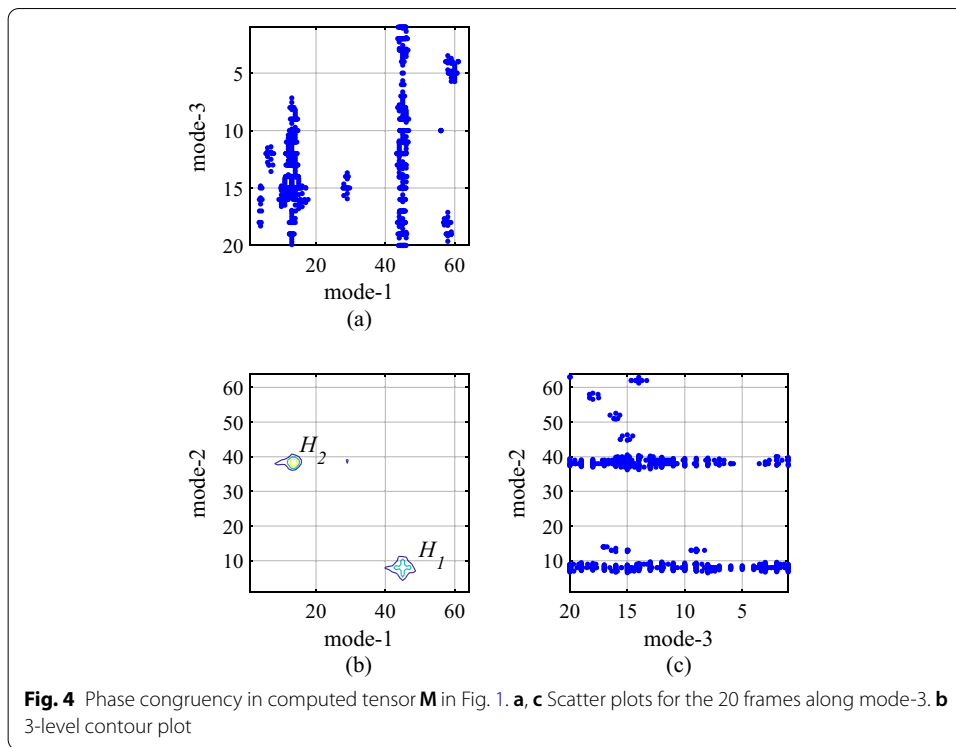 5
10
15
20
mode-3
20 40 60
mode-1
(a)
60
50
40
30
20
10
mode-2
H_2
H_1
20 40 60
mode-1
(b)
60
50
40
30
20
10
mode-2
20 15 10 5
mode-3
(c)
Fig. 4 Phase congruency in computed tensor M in Fig. 1. a, c Scatter plots for the 20 frames along mode-3. b
3-level contour plot